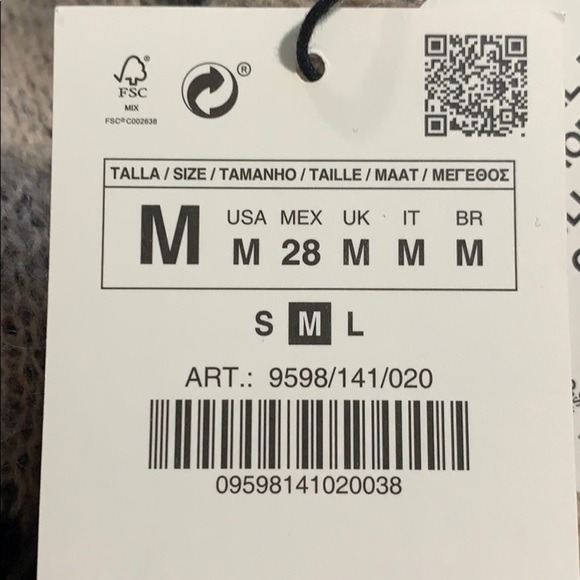 FSC
MIX
FSC® C002638
®
TALLA / SIZE / TAMANHO / TAILLE / MAAT / ΜΕΓΕΘΟΣ
M USA MEX UK IT BR
M 28 M M M
S M L
ART.: 9598/141/020
09598141020038